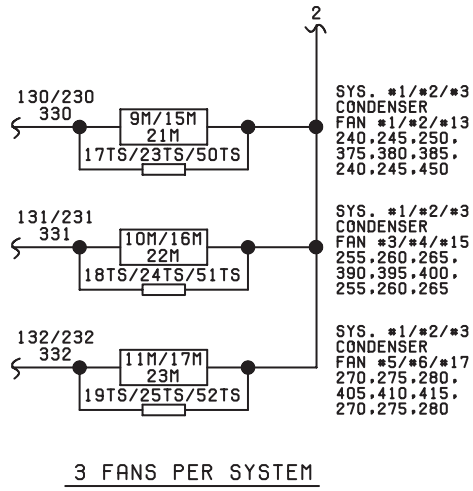 2
130/230
330
9M/15M
21M
17TS/23TS/50TS
SYS. #1/#2/#3
CONDENSER
FAN #1/#2/#13
240,245,250,
375,380,385,
240,245,450
131/231
331
10M/16M
22M
18TS/24TS/51TS
SYS. #1/#2/#3
CONDENSER
FAN #3/#4/#15
255,260,265,
390,395,400,
255,260,265
132/232
332
11M/17M
23M
19TS/25TS/52TS
SYS. #1/#2/#3
CONDENSER
FAN #5/#6/#17
270,275,280,
405,410,415,
270,275,280
3 FANS PER SYSTEM